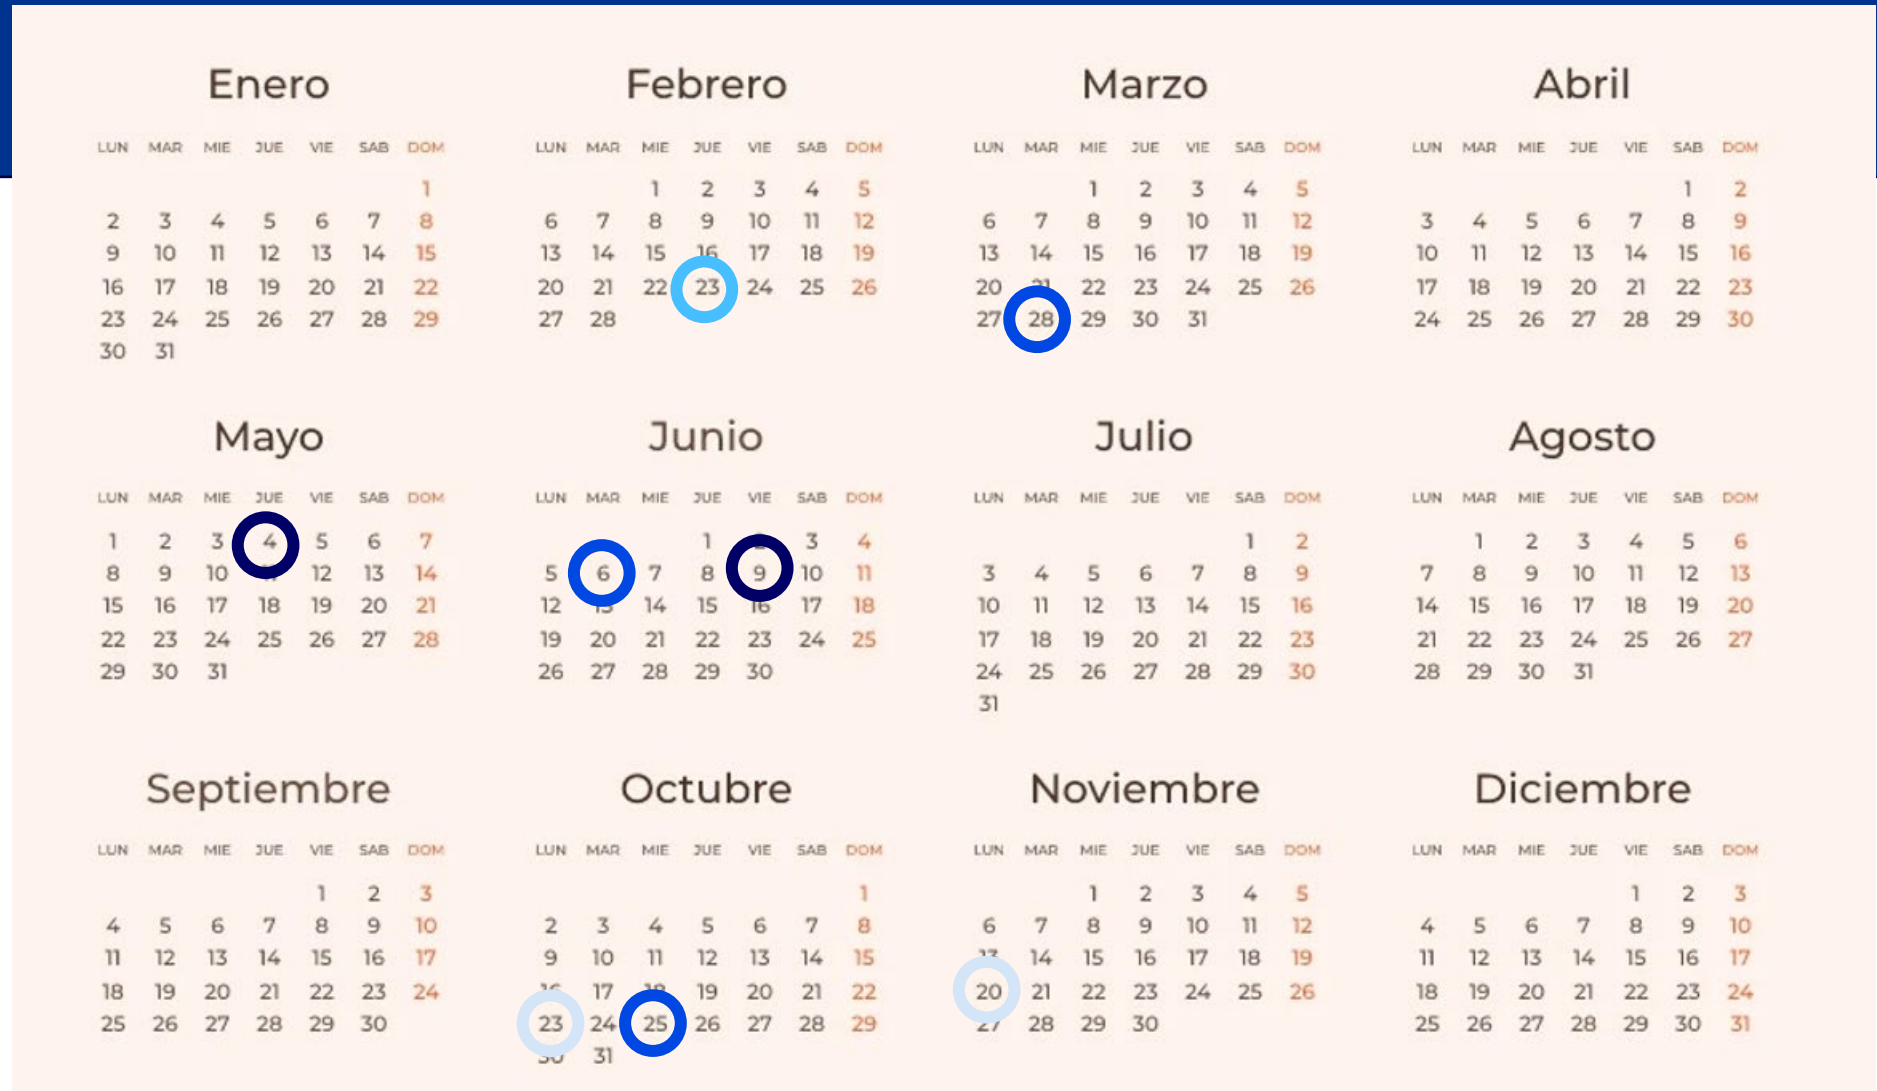 Enero
LUN MAR MIE JUE VIE SAB DOM
1
2 3 4 5 6 7 8
9 10 11 12 13 14 15
16 17 18 19 20 21 22
23 24 25 26 27 28 29
30 31
Febrero
LUN MAR MIE JUE VIE SAB DOM
1 2 3 4 5
6 7 8 9 10 11 12
13 14 15 16 17 18 19
20 21 22 23 24 25 26
27 28
Marzo
LUN MAR MIE JUE VIE SAB DOM
1 2 3 4 5
6 7 8 9 10 11 12
13 14 15 16 17 18 19
20 21 22 23 24 25 26
27 28 29 30 31
Abril
LUN MAR MIE JUE VIE SAB DOM
1 2
3 4 5 6 7 8 9
10 11 12 13 14 15 16
17 18 19 20 21 22 23
24 25 26 27 28 29 30
Mayo
LUN MAR MIE JUE VIE SAB DOM
1 2 3 4 5 6 7
8 9 10 12 13 14
15 16 17 18 19 20 21
22 23 24 25 26 27 28
29 30 31
Junio
LUN MAR MIE JUE VIE SAB DOM
1 3 4
5 6 7 8 9 10 11
12 13 14 15 16 17 18
19 20 21 22 23 24 25
26 27 28 29 30
Julio
LUN MAR MIE JUE VIE SAB DOM
1 2
3 4 5 6 7 8 9
10 11 12 13 14 15 16
17 18 19 20 21 22 23
24 25 26 27 28 29 30
31
Agosto
LUN MAR MIE JUE VIE SAB DOM
1 2 3 4 5 6
7 8 9 10 11 12 13
14 15 16 17 18 19 20
21 22 23 24 25 26 27
28 29 30 31
Septiembre
LUN MAR MIE JUE VIE SAB DOM
1 2 3
4 5 6 7 8 9 10
11 12 13 14 15 16 17
18 19 20 21 22 23 24
25 26 27 28 29 30
Octubre
LUN MAR MIE JUE VIE SAB DOM
1
2 3 4 5 6 7 8
9 10 11 12 13 14 15
16 17 18 19 20 21 22
23 24 25 26 27 28 29
30 31
Noviembre
LUN MAR MIE JUE VIE SAB DOM
1 2 3 4 5
6 7 8 9 10 11 12
13 14 15 16 17 18 19
20 21 22 23 24 25 26
27 28 29 30
Diciembre
LUN MAR MIE JUE VIE SAB DOM
1 2 3
4 5 6 7 8 9 10
11 12 13 14 15 16 17
18 19 20 21 22 23 24
25 26 27 28 29 30 31